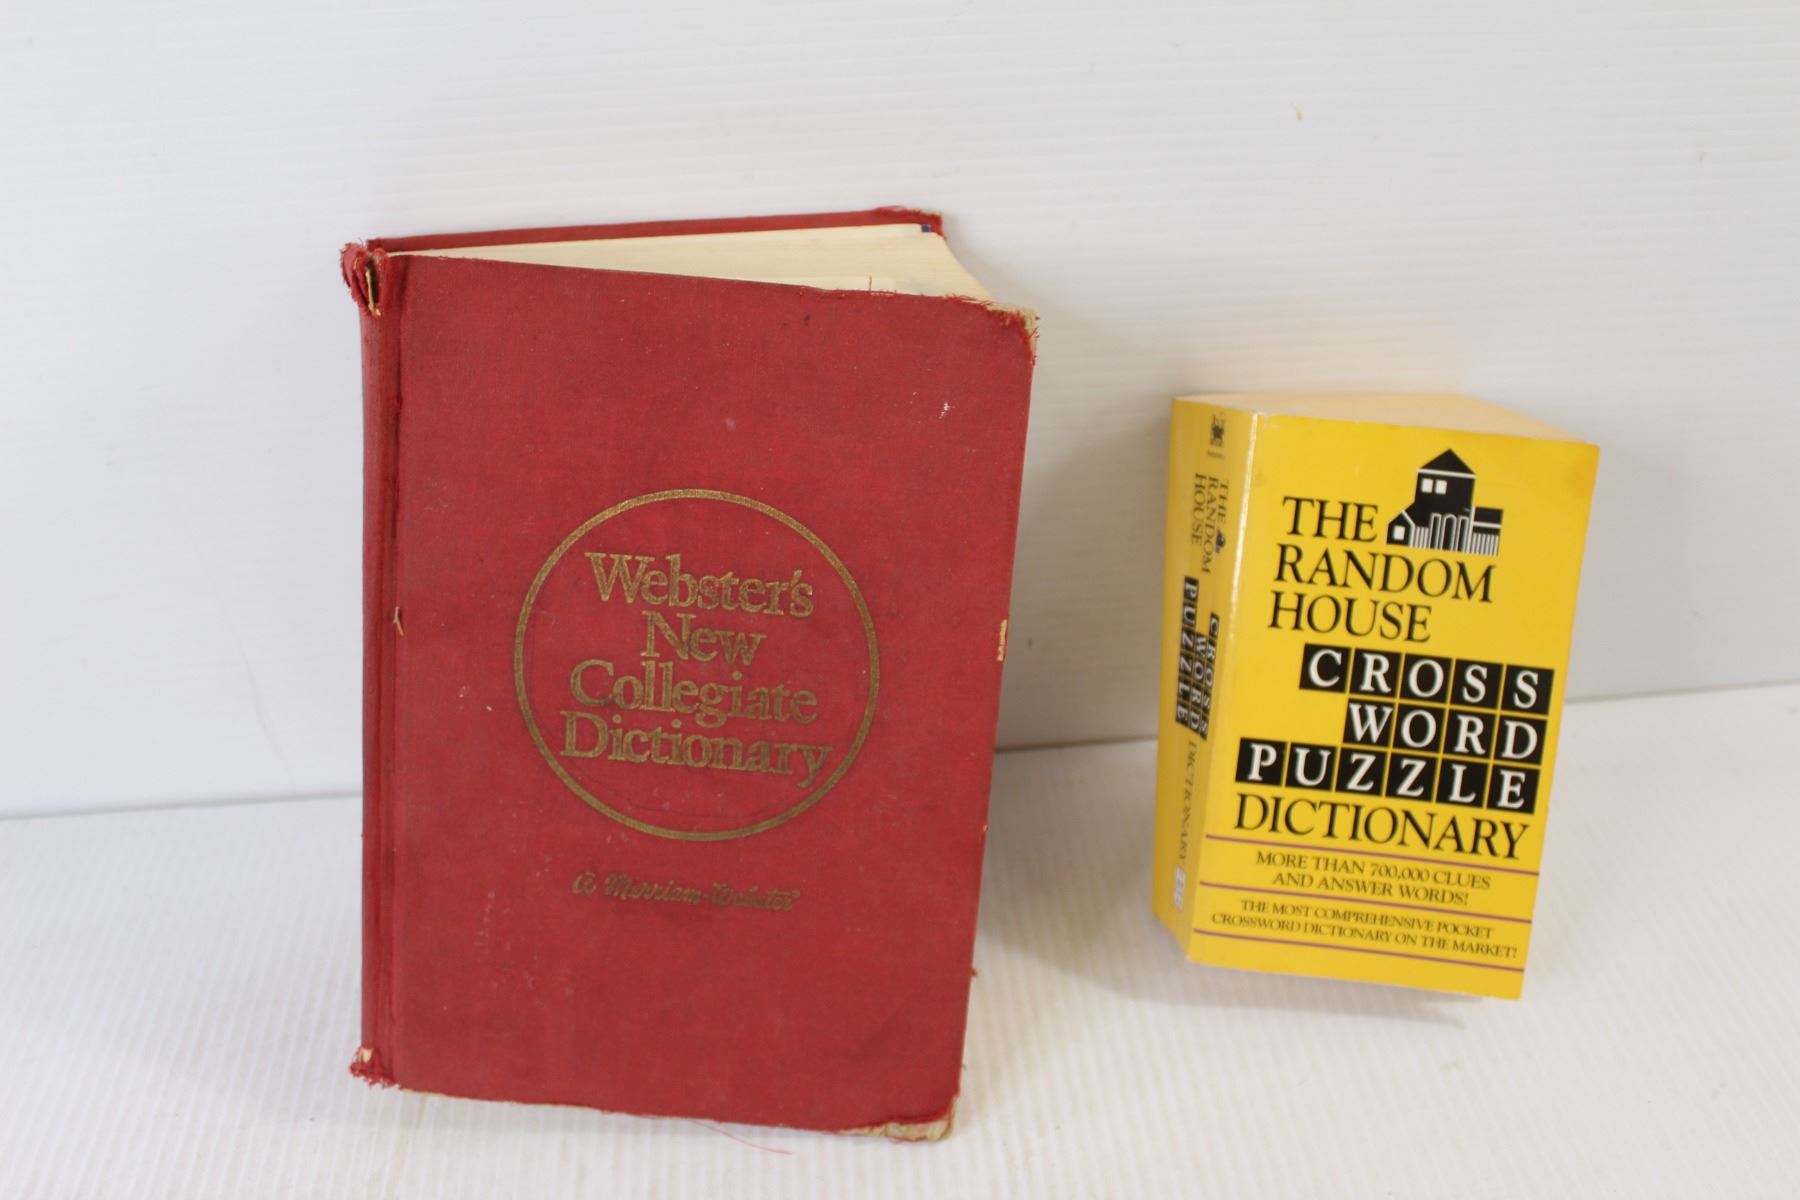 Webster's
New
Collegiate
Dictionary
A Merriam-Webster®
THE
RANDOM
HOUSE
CROSS
WORD
PUZZLE
DICTIONARY
THE
RANDOM
HOUSE
CROSS
WORD
PUZZLE
DICTIONARY
MORE THAN 700,000 CLUES
AND ANSWER WORDS!
THE MOST COMPREHENSIVE POCKET
CROSSWORD DICTIONARY ON THE MARKET!